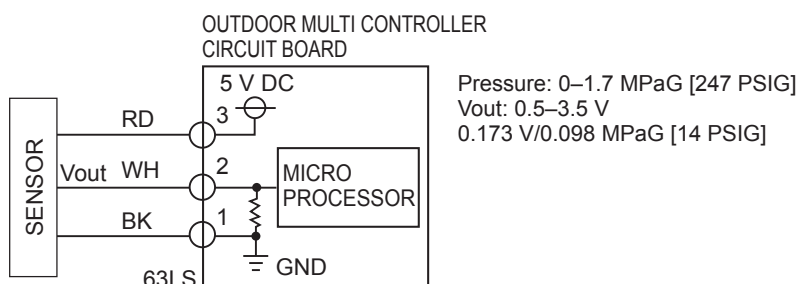 OUTDOOR MULTI CONTROLLER
CIRCUIT BOARD
5 V DC
Pressure: 0–1.7 MPaG [247 PSIG]
Vout: 0.5–3.5 V
0.173 V/0.098 MPaG [14 PSIG]
SENSOR
RD
3
Vout
WH
2
MICRO
PROCESSOR
BK
1
GND
63LS